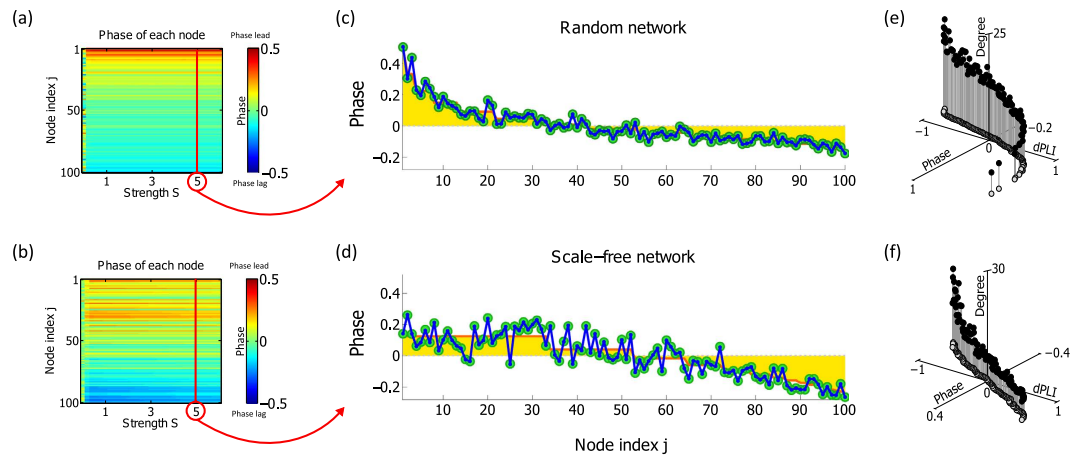 (a)
Phase of each node
Node index j
1
50
100
1
3
5
Strength S
Phase lead
0.5
0
−0.5
Phase
Phase lag
(c)
Random network
Phase
0.4
0.2
0
−0.2
10
20
30
40
50
60
70
80
90
100
(e)
25
Degree
−1
−0.2
0
dPLI
Phase
1
1
(b)
Phase of each node
Node index j
1
50
100
1
3
5
Strength S
Phase lead
0.5
0
−0.5
Phase
Phase lag
(d)
Scale−free network
Phase
0.4
0.2
0
−0.2
10
20
30
40
50
60
70
80
90
100
Node index j
(f)
30
Degree
−1
−0.4
0
dPLI
Phase
0.4
1